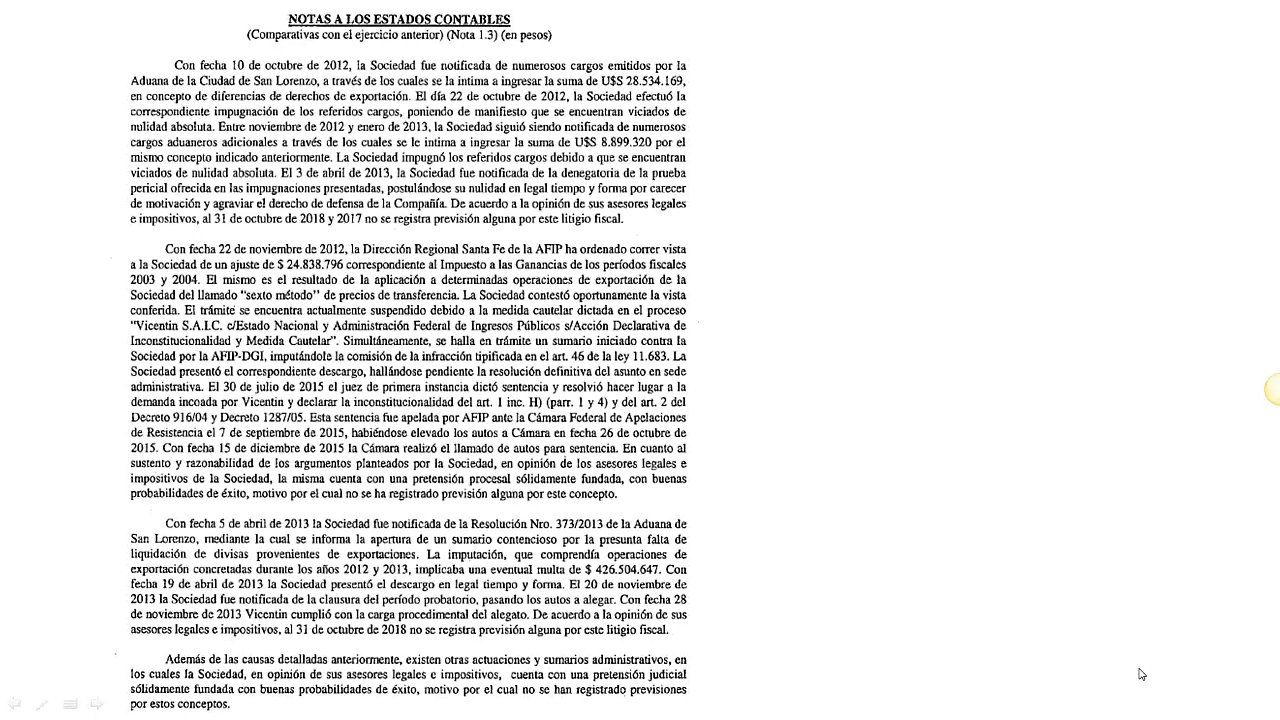 NOTAS A LOS ESTADOS CONTABLES
(Comparativas con el ejercicio anterior) (Nota 1.3) (en pesos)
Con fecha 10 de octubre de 2012, la Sociedad fue notificada de numerosos cargos emitidos por la
Aduana de la Ciudad de San Lorenzo, a través de los cuales se la intima a ingresar la suma de U$S 28.534.169,
en concepto de diferencias de derechos de exportación. El día 22 de octubre de 2012, la Sociedad efectuó la
correspondiente impugnación de los referidos cargos, poniendo de manifiesto que se encuentran viciados de
nulidad absoluta. Entre noviembre de 2012 y enero de 2013, la Sociedad siguió siendo notificada de numerosos
cargos aduaneros adicionales a través de los cuales se le intima a ingresar la suma de U$S 8.899.320 por el
mismo concepto indicado anteriormente. La Sociedad impugnó los referidos cargos debido a que se encuentran
viciados de nulidad absoluta. El 3 de abril de 2013, la Sociedad fue notificada de la denegatoria de la prueba
pericial ofrecida en las impugnaciones presentadas, postulándose su nulidad en legal tiempo y forma por carecer
de motivación y agraviar el derecho de defensa de la Compañía. De acuerdo a la opinión de sus asesores legales
e impositivos, al 31 de octubre de 2018 y 2017 no se registra previsión alguna por este litigio fiscal.
Con fecha 22 de noviembre de 2012, la Dirección Regional Santa Fe de la AFIP ha ordenado correr vista
a la Sociedad de un ajuste de $ 24.838.796 correspondiente al Impuesto a las Ganancias de los períodos fiscales
2003 y 2004. El mismo es el resultado de la aplicación a determinadas operaciones de exportación de la
Sociedad del llamado "sexto método" de precios de transferencia. La Sociedad contestó oportunamente la vista
conferida. El trámite se encuentra actualmente suspendido debido a la medida cautelar dictada en el proceso
"Vicentin S.A.I.C. c/Estado Nacional y Administración Federal de Ingresos Públicos s/Acción Declarativa de
Inconstitucionalidad y Medida Cautelar". Simultáneamente, se halla en trámite un sumario iniciado contra la
Sociedad por la AFIP-DGI, imputándole la comisión de la infracción tipificada en el art. 46 de la ley 11.683. La
Sociedad presentó el correspondiente descargo, hallándose pendiente la resolución definitiva del asunto en sede
administrativa. El 30 de julio de 2015 el juez de primera instancia dictó sentencia y resolvió hacer lugar a la
demanda incoada por Vicentin y declarar la inconstitucionalidad del art. 1 inc. H) (parr. 1 y 4) y del art. 2 del
Decreto 916/04 y Decreto 1287/05. Esta sentencia fue apelada por AFIP ante la Cámara Federal de Apelaciones
de Resistencia el 7 de septiembre de 2015, habiéndose elevado los autos a Cámara en fecha 26 de octubre de
2015. Con fecha 15 de diciembre de 2015 la Cámara realizó el llamado de autos para sentencia. En cuanto al
sustento y razonabilidad de los argumentos planteados por la Sociedad, en opinión de los asesores legales e
impositivos de la Sociedad, la misma cuenta con una pretensión procesal sólidamente fundada, con buenas
probabilidades de éxito, motivo por el cual no se ha registrado previsión alguna por este concepto.
Con fecha 5 de abril de 2013 la Sociedad fue notificada de la Resolución Nro. 373/2013 de la Aduana de
San Lorenzo, mediante la cual se informa la apertura de un sumario contencioso por la presunta falta de
liquidación de divisas provenientes de exportaciones. La imputación, que comprendía operaciones de
exportación concretadas durante los años 2012 y 2013, implicaba una eventual multa de $ 426.504.647. Con
fecha 19 de abril de 2013 la Sociedad presentó el descargo en legal tiempo y forma. El 20 de noviembre de
2013 la Sociedad fue notificada de la clausura del período probatorio, pasando los autos a alegar. Con fecha 28
de noviembre de 2013 Vicentin cumplió con la carga procedimental del alegato. De acuerdo a la opinión de sus
asesores legales e impositivos, al 31 de octubre de 2018 no se registra previsión alguna por este litigio fiscal.
Además de las causas detalladas anteriormente, existen otras actuaciones y sumarios administrativos, en
los cuales la Sociedad, en opinión de sus asesores legales e impositivos, cuenta con una pretensión judicial
sólidamente fundada con buenas probabilidades de éxito, motivo por el cual no se han registrado previsiones
por estos conceptos.